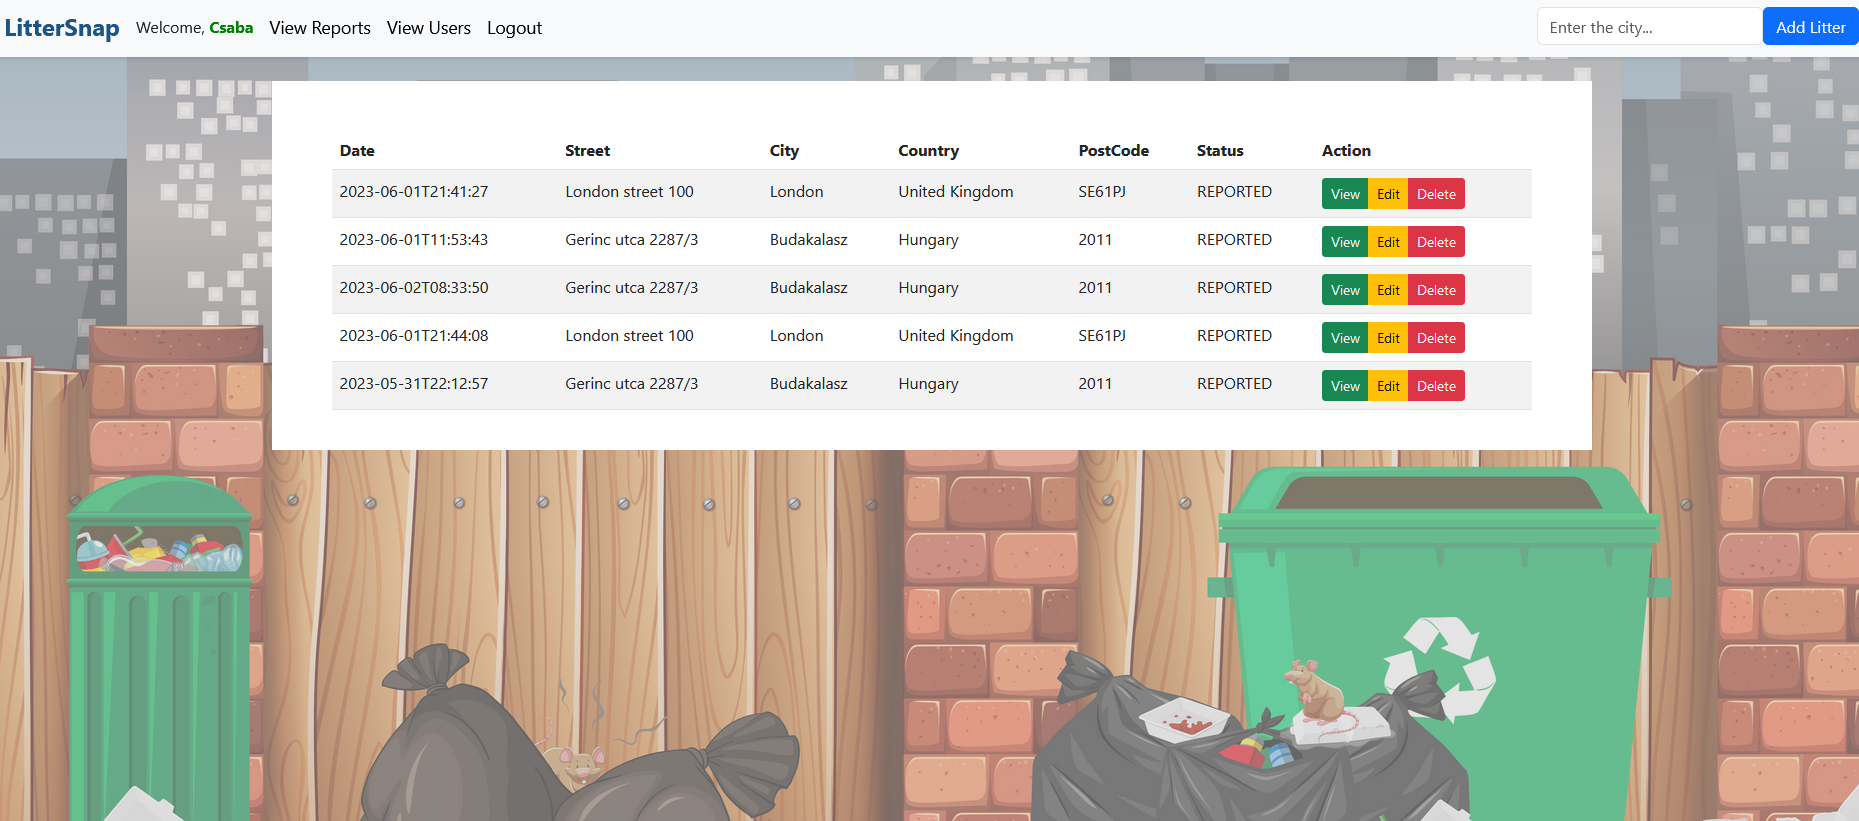 LitterSnap Welcome, Csaba View Reports View Users Logout Enter the city... Add Litter
Date Street City Country PostCode Status Action
2023-06-01T21:41:27 London street 100 London United Kingdom SE61PJ REPORTED View Edit Delete
2023-06-01T11:53:43 Gerinc utca 2287/3 Budakalasz Hungary 2011 REPORTED View Edit Delete
2023-06-02T08:33:50 Gerinc utca 2287/3 Budakalasz Hungary 2011 REPORTED View Edit Delete
2023-06-01T21:44:08 London street 100 London United Kingdom SE61PJ REPORTED View Edit Delete
2023-05-31T22:12:57 Gerinc utca 2287/3 Budakalasz Hungary 2011 REPORTED View Edit Delete